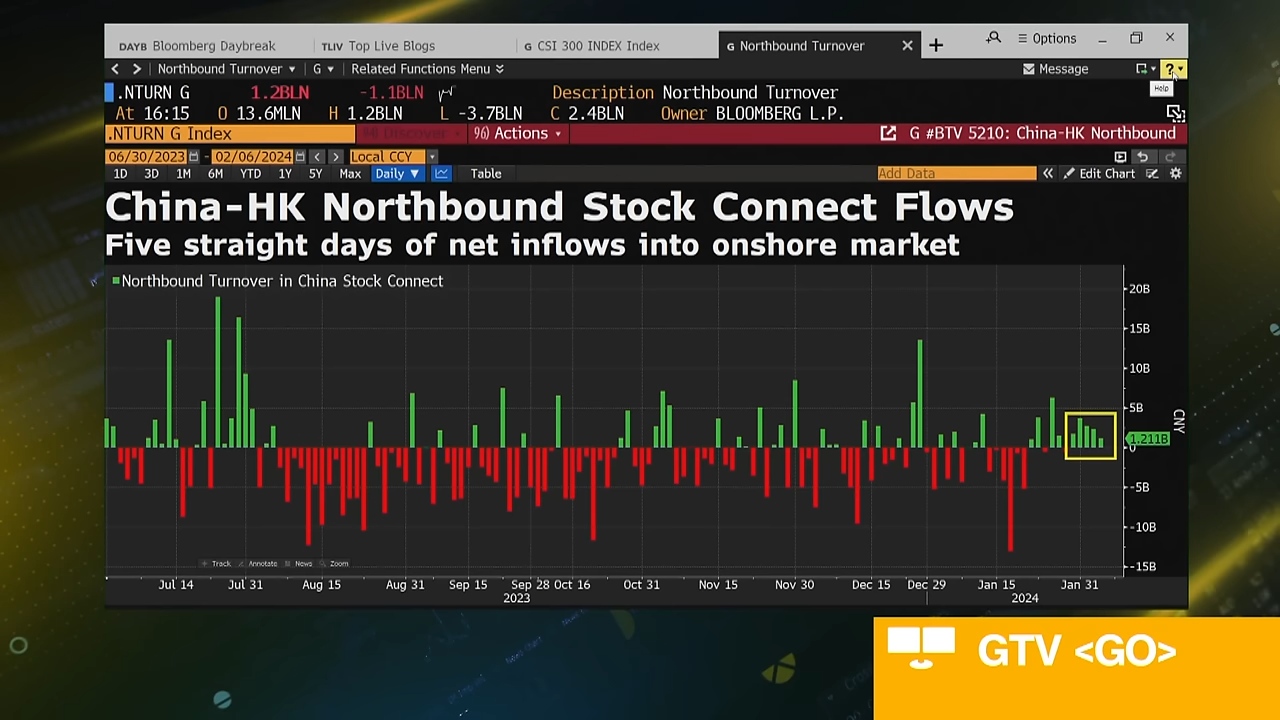 DAYB Bloomberg Daybreak TLIV Top Live Blogs G CSI 300 INDEX Index G Northbound Turnover × + Options
Northbound Turnover G Related Functions Menu Message ?
Help
.NTURN G 1.2BLN -1.1BLN Description Northbound Turnover
At 16:15 O 13.6MLN H 1.2BLN L -3.7BLN C 2.4BLN Owner BLOOMBERG L.P.
.NTURN G Index 96) Actions G #BTV 5210: China-HK Northbound
06/30/2023 - 02/06/2024 Local CCY
1D 3D 1M 6M YTD 1Y 5Y Max Daily ▼ Table Add Data « Edit Chart
China-HK Northbound Stock Connect Flows
Five straight days of net inflows into onshore market
Northbound Turnover in China Stock Connect
20B
15B
10B
5B
CNY
1.211B
0
-5B
-10B
-15B
Track Annotate News Zoom
Jul 14 Jul 31 Aug 15 Aug 31 Sep 15 Sep 28 Oct 16 Oct 31 Nov 15 Nov 30 Dec 15 Dec 29 Jan 15 Jan 31
2023 2024
GTV <GO>